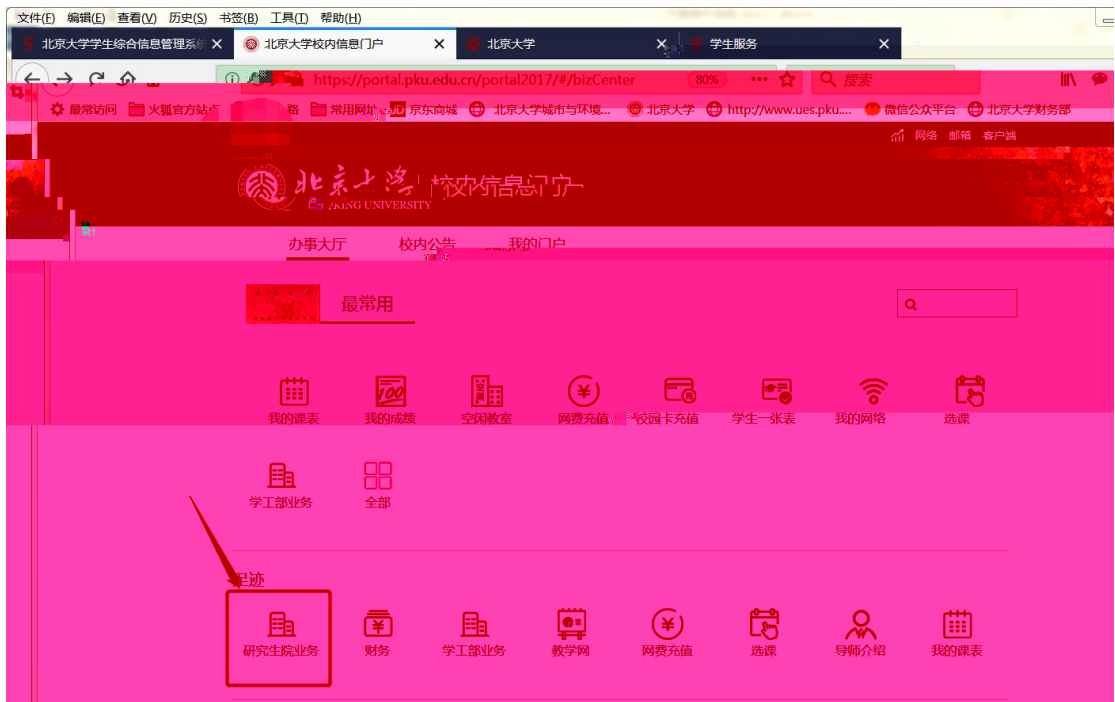 文件(F) 编辑(E) 查看(V) 历史(S) 书签(B) 工具(T) 帮助(H)
北京大学学生综合信息管理系统 北京大学校内信息门户 北京大学 学生服务
https://portal.pku.edu.cn/portal2017/#/bizCenter 80% 搜索
最常访问 火狐官方站点 常用网址 JD 京东商城 北京大学城市与环境... 北京大学 http://www.ues.pku.... 微信公众平台 北京大学财务部
网络 邮箱 客户端
北京大学 校内信息门户
PEKING UNIVERSITY
办事大厅 校内公告 我的门户
最常用
我的课表 我的成绩 空闲教室 网费充值 校园卡充值 学生一张表 我的网络 选课
学工部业务 全部
足迹
研究生院业务 财务 学工部业务 教学网 网费充值 选课 导师介绍 我的课表